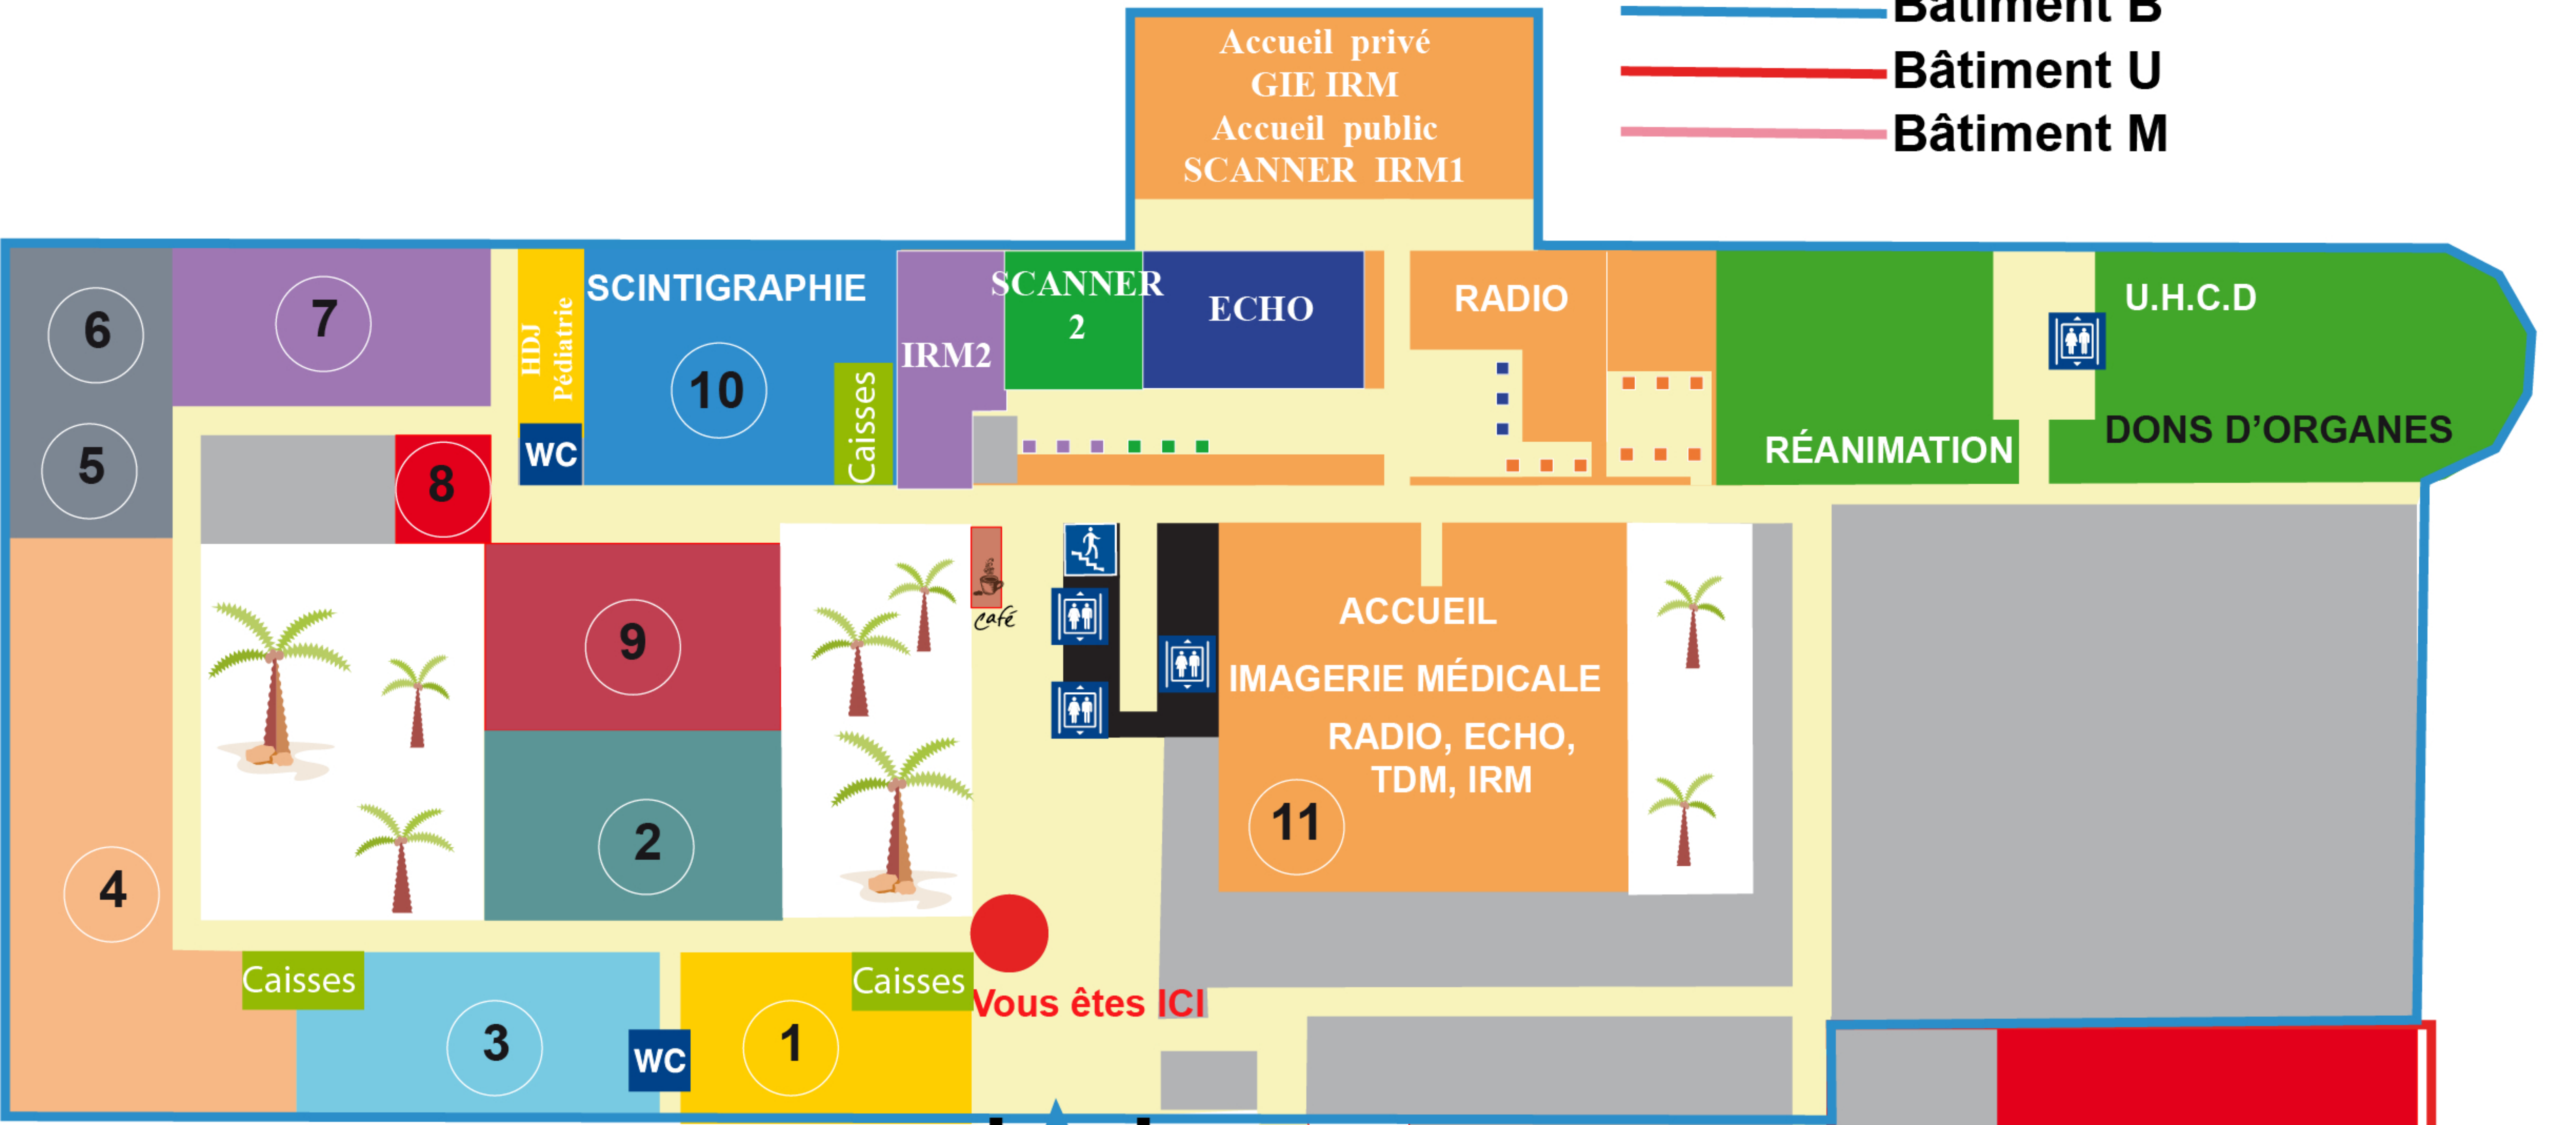 Bâtiment B
Bâtiment U
Bâtiment M
Accueil privé
GIE IRM
Accueil public
SCANNER IRM1
6
7
HDJ
Pédiatrie
SCINTIGRAPHIE
10
Caisses
IRM2
SCANNER
2
ECHO
RADIO
RÉANIMATION
U.H.C.D
DONS D'ORGANES
5
8
WC
9
café
ACCUEIL
IMAGERIE MÉDICALE
RADIO, ECHO,
TDM, IRM
11
4
2
Caisses
3
WC
1
Caisses
Vous êtes ICI